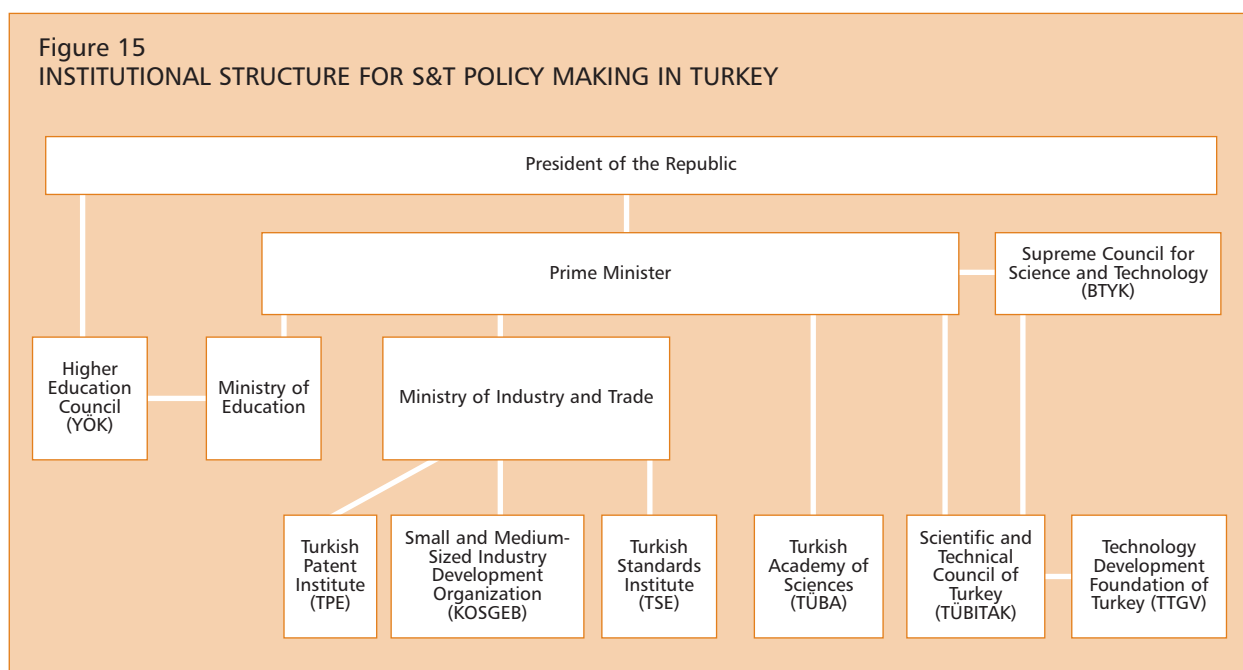 Figure 15
INSTITUTIONAL STRUCTURE FOR S&T POLICY MAKING IN TURKEY
President of the Republic
Prime Minister
Supreme Council for
Science and Technology
(BTYK)
Higher
Education
Council
(YÖK)
Ministry of
Education
Ministry of Industry and Trade
Turkish
Patent
Institute
(TPE)
Small and Medium-
Sized Industry
Development
Organization
(KOSGEB)
Turkish
Standards
Institute
(TSE)
Turkish
Academy of
Sciences
(TÜBA)
Scientific and
Technical
Council of
Turkey
(TÜBITAK)
Technology
Development
Foundation of
Turkey (TTGV)